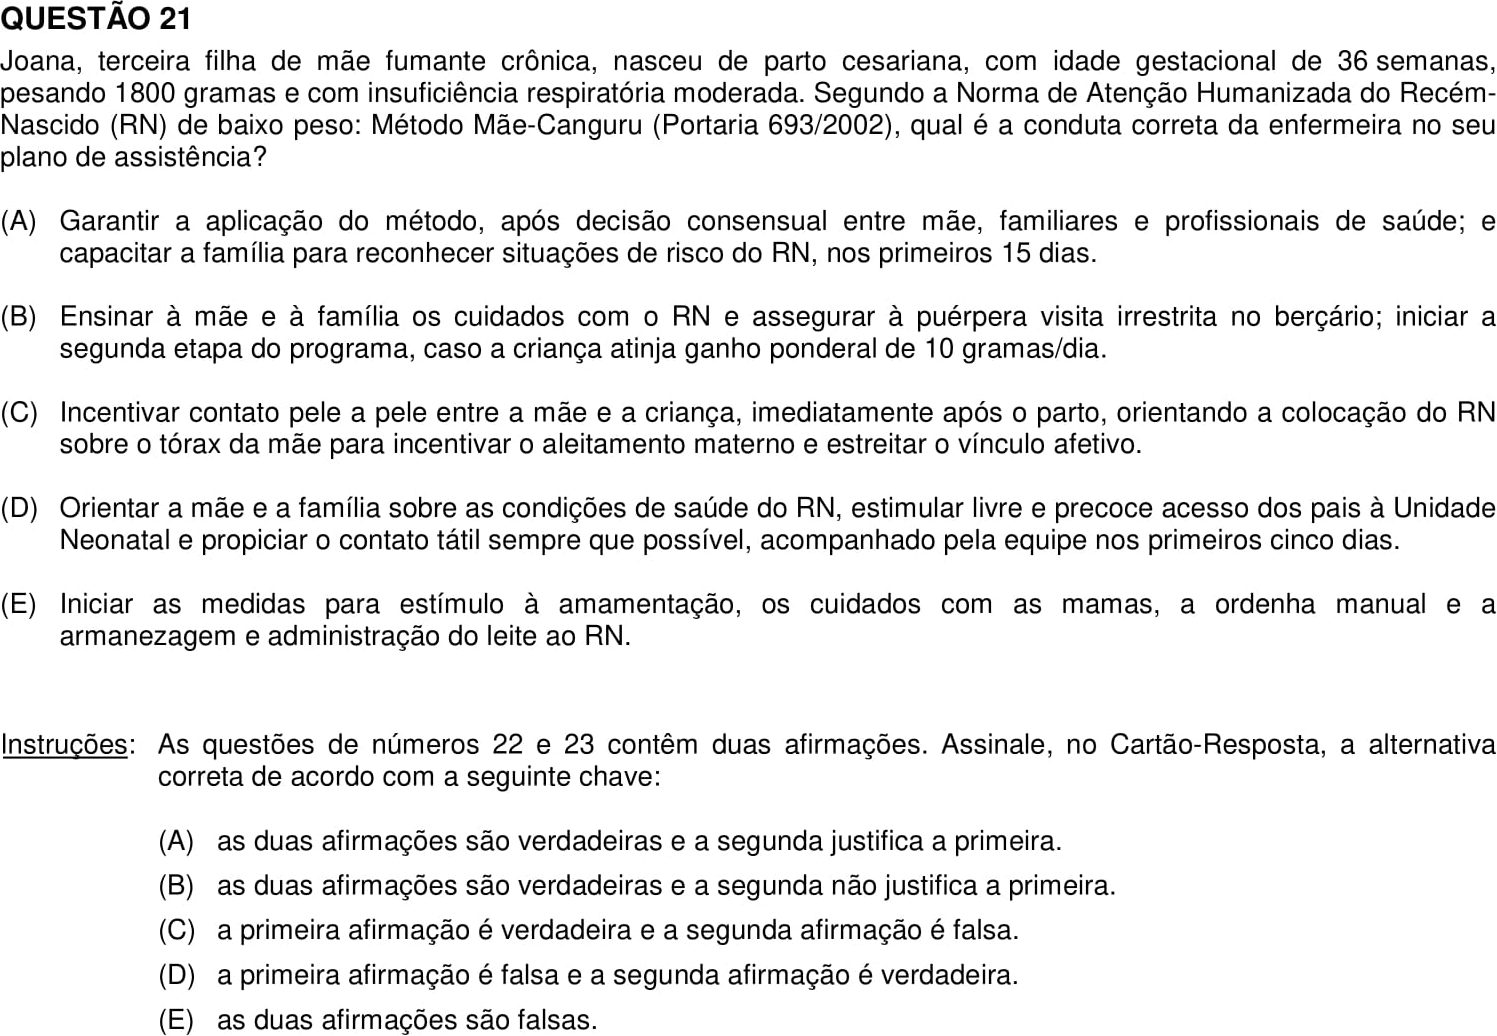 QUESTÃO 21
Joana, terceira filha de mãe fumante crônica, nasceu de parto cesariana, com idade gestacional de 36 semanas,
pesando 1800 gramas e com insuficiência respiratória moderada. Segundo a Norma de Atenção Humanizada do Recém-
Nascido (RN) de baixo peso: Método Mãe-Canguru (Portaria 693/2002), qual é a conduta correta da enfermeira no seu
plano de assistência?
(A) Garantir a aplicação do método, após decisão consensual entre mãe, familiares e profissionais de saúde; e
capacitar a família para reconhecer situações de risco do RN, nos primeiros 15 dias.
(B) Ensinar à mãe e à família os cuidados com o RN e assegurar à puérpera visita irrestrita no berçário; iniciar a
segunda etapa do programa, caso a criança atinja ganho ponderal de 10 gramas/dia.
(C) Incentivar contato pele a pele entre a mãe e a criança, imediatamente após o parto, orientando a colocação do RN
sobre o tórax da mãe para incentivar o aleitamento materno e estreitar o vínculo afetivo.
(D) Orientar a mãe e a família sobre as condições de saúde do RN, estimular livre e precoce acesso dos pais à Unidade
Neonatal e propiciar o contato tátil sempre que possível, acompanhado pela equipe nos primeiros cinco dias.
(E) Iniciar as medidas para estímulo à amamentação, os cuidados com as mamas, a ordenha manual e a
armanezagem e administração do leite ao RN.
Instruções: As questões de números 22 e 23 contêm duas afirmações. Assinale, no Cartão-Resposta, a alternativa
correta de acordo com a seguinte chave:
(A) as duas afirmações são verdadeiras e a segunda justifica a primeira.
(B) as duas afirmações são verdadeiras e a segunda não justifica a primeira.
(C) a primeira afirmação é verdadeira e a segunda afirmação é falsa.
(D) a primeira afirmação é falsa e a segunda afirmação é verdadeira.
(E) as duas afirmações são falsas.